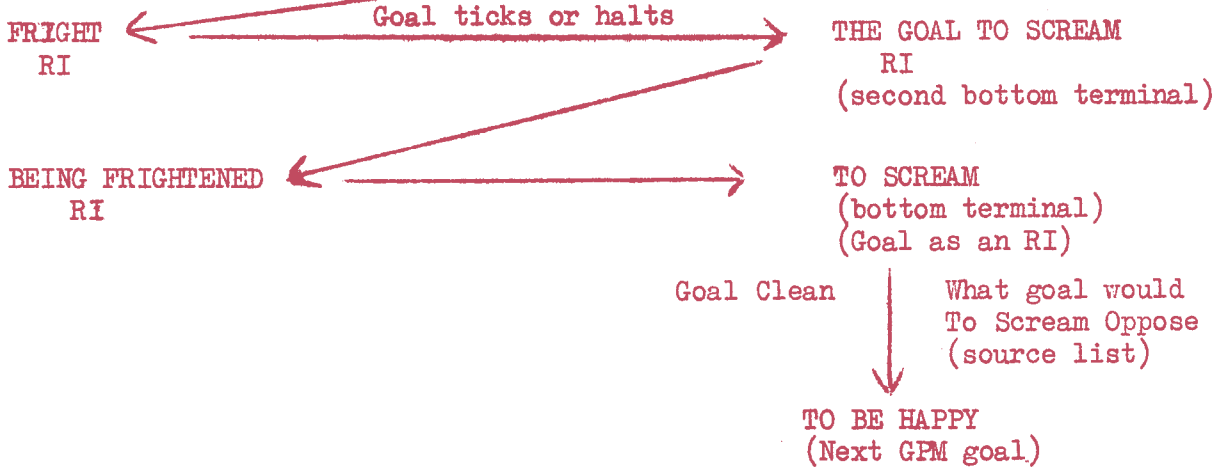 Goal ticks or halts
FRIGHT
RI
THE GOAL TO SCREAM
RI
(second bottom terminal)
BEING FRIGHTENED
RI
TO SCREAM
(bottom terminal)
(Goal as an RI)
Goal Clean
What goal would
To Scream Oppose
(source list)
TO BE HAPPY
(Next GPM goal)